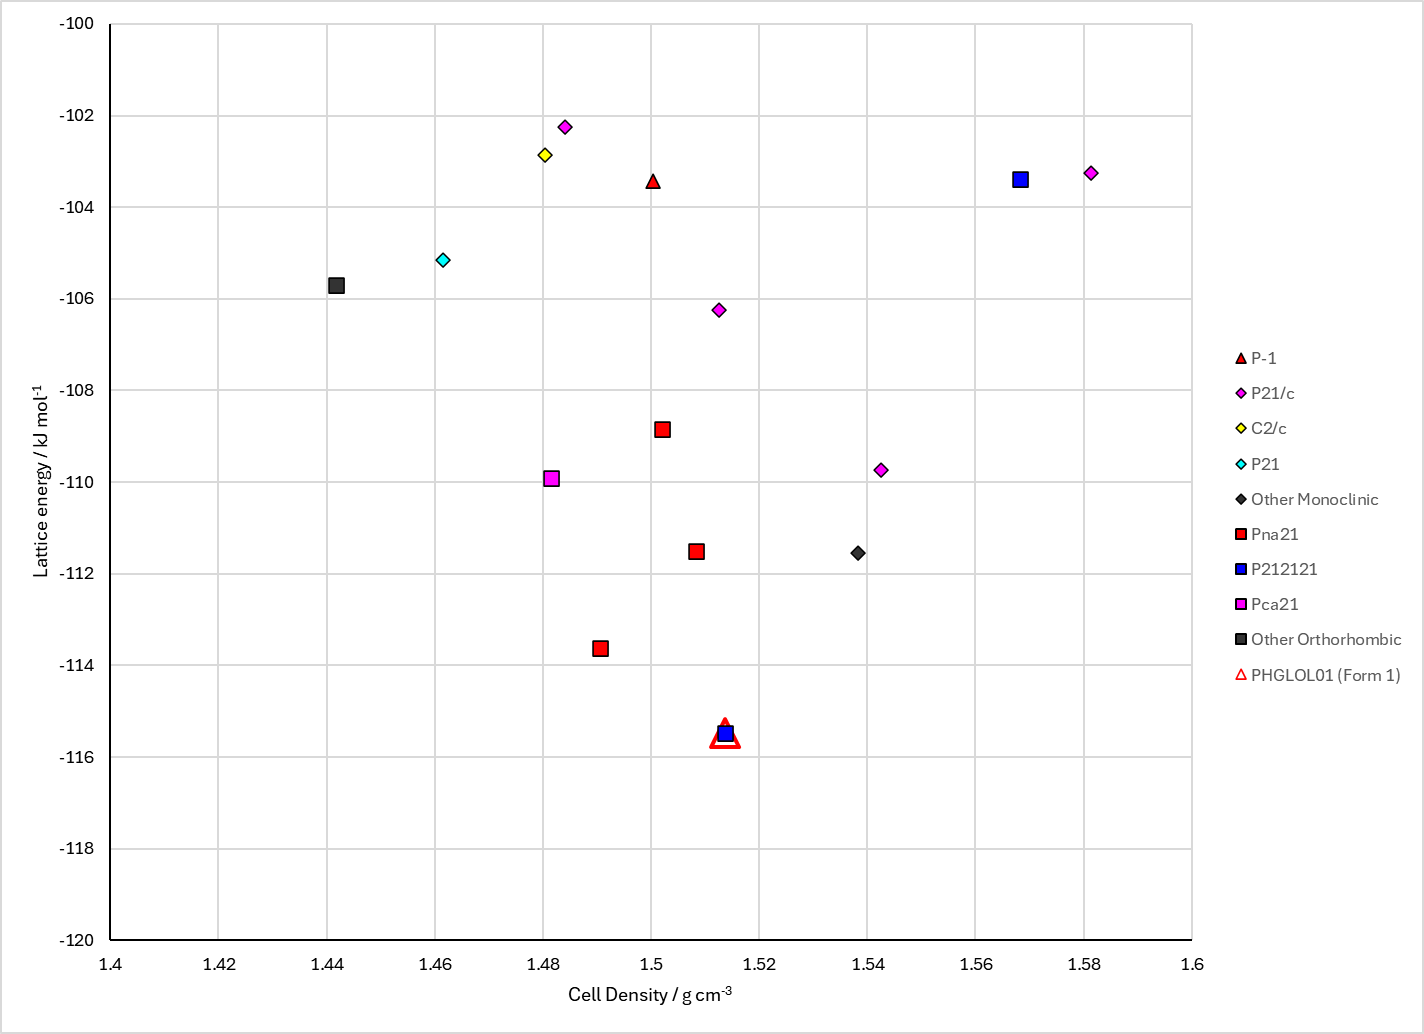 -100
-102
-104
-106
-108
-110
-112
-114
-116
-118
-120
Lattice energy / kJ mol-1
1.4 1.42 1.44 1.46 1.48 1.5 1.52 1.54 1.56 1.58 1.6
Cell Density / g cm-3
P-1
P21/c
C2/c
P21
Other Monoclinic
Pna21
P212121
Pca21
Other Orthorhombic
PHGLOL01 (Form 1)